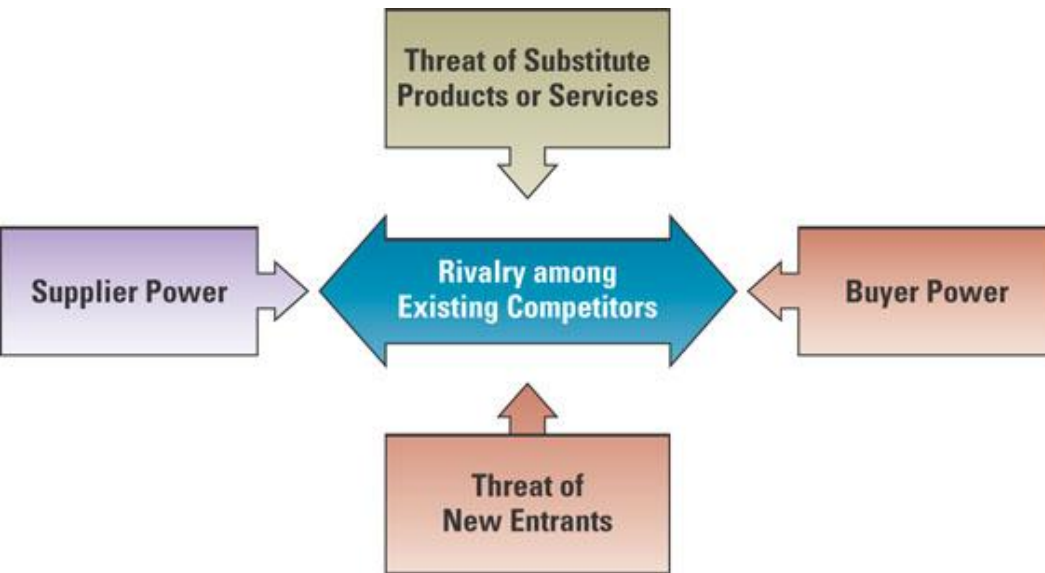 Threat of Substitute
Products or Services
Supplier Power
Rivalry among
Existing Competitors
Buyer Power
Threat of
New Entrants